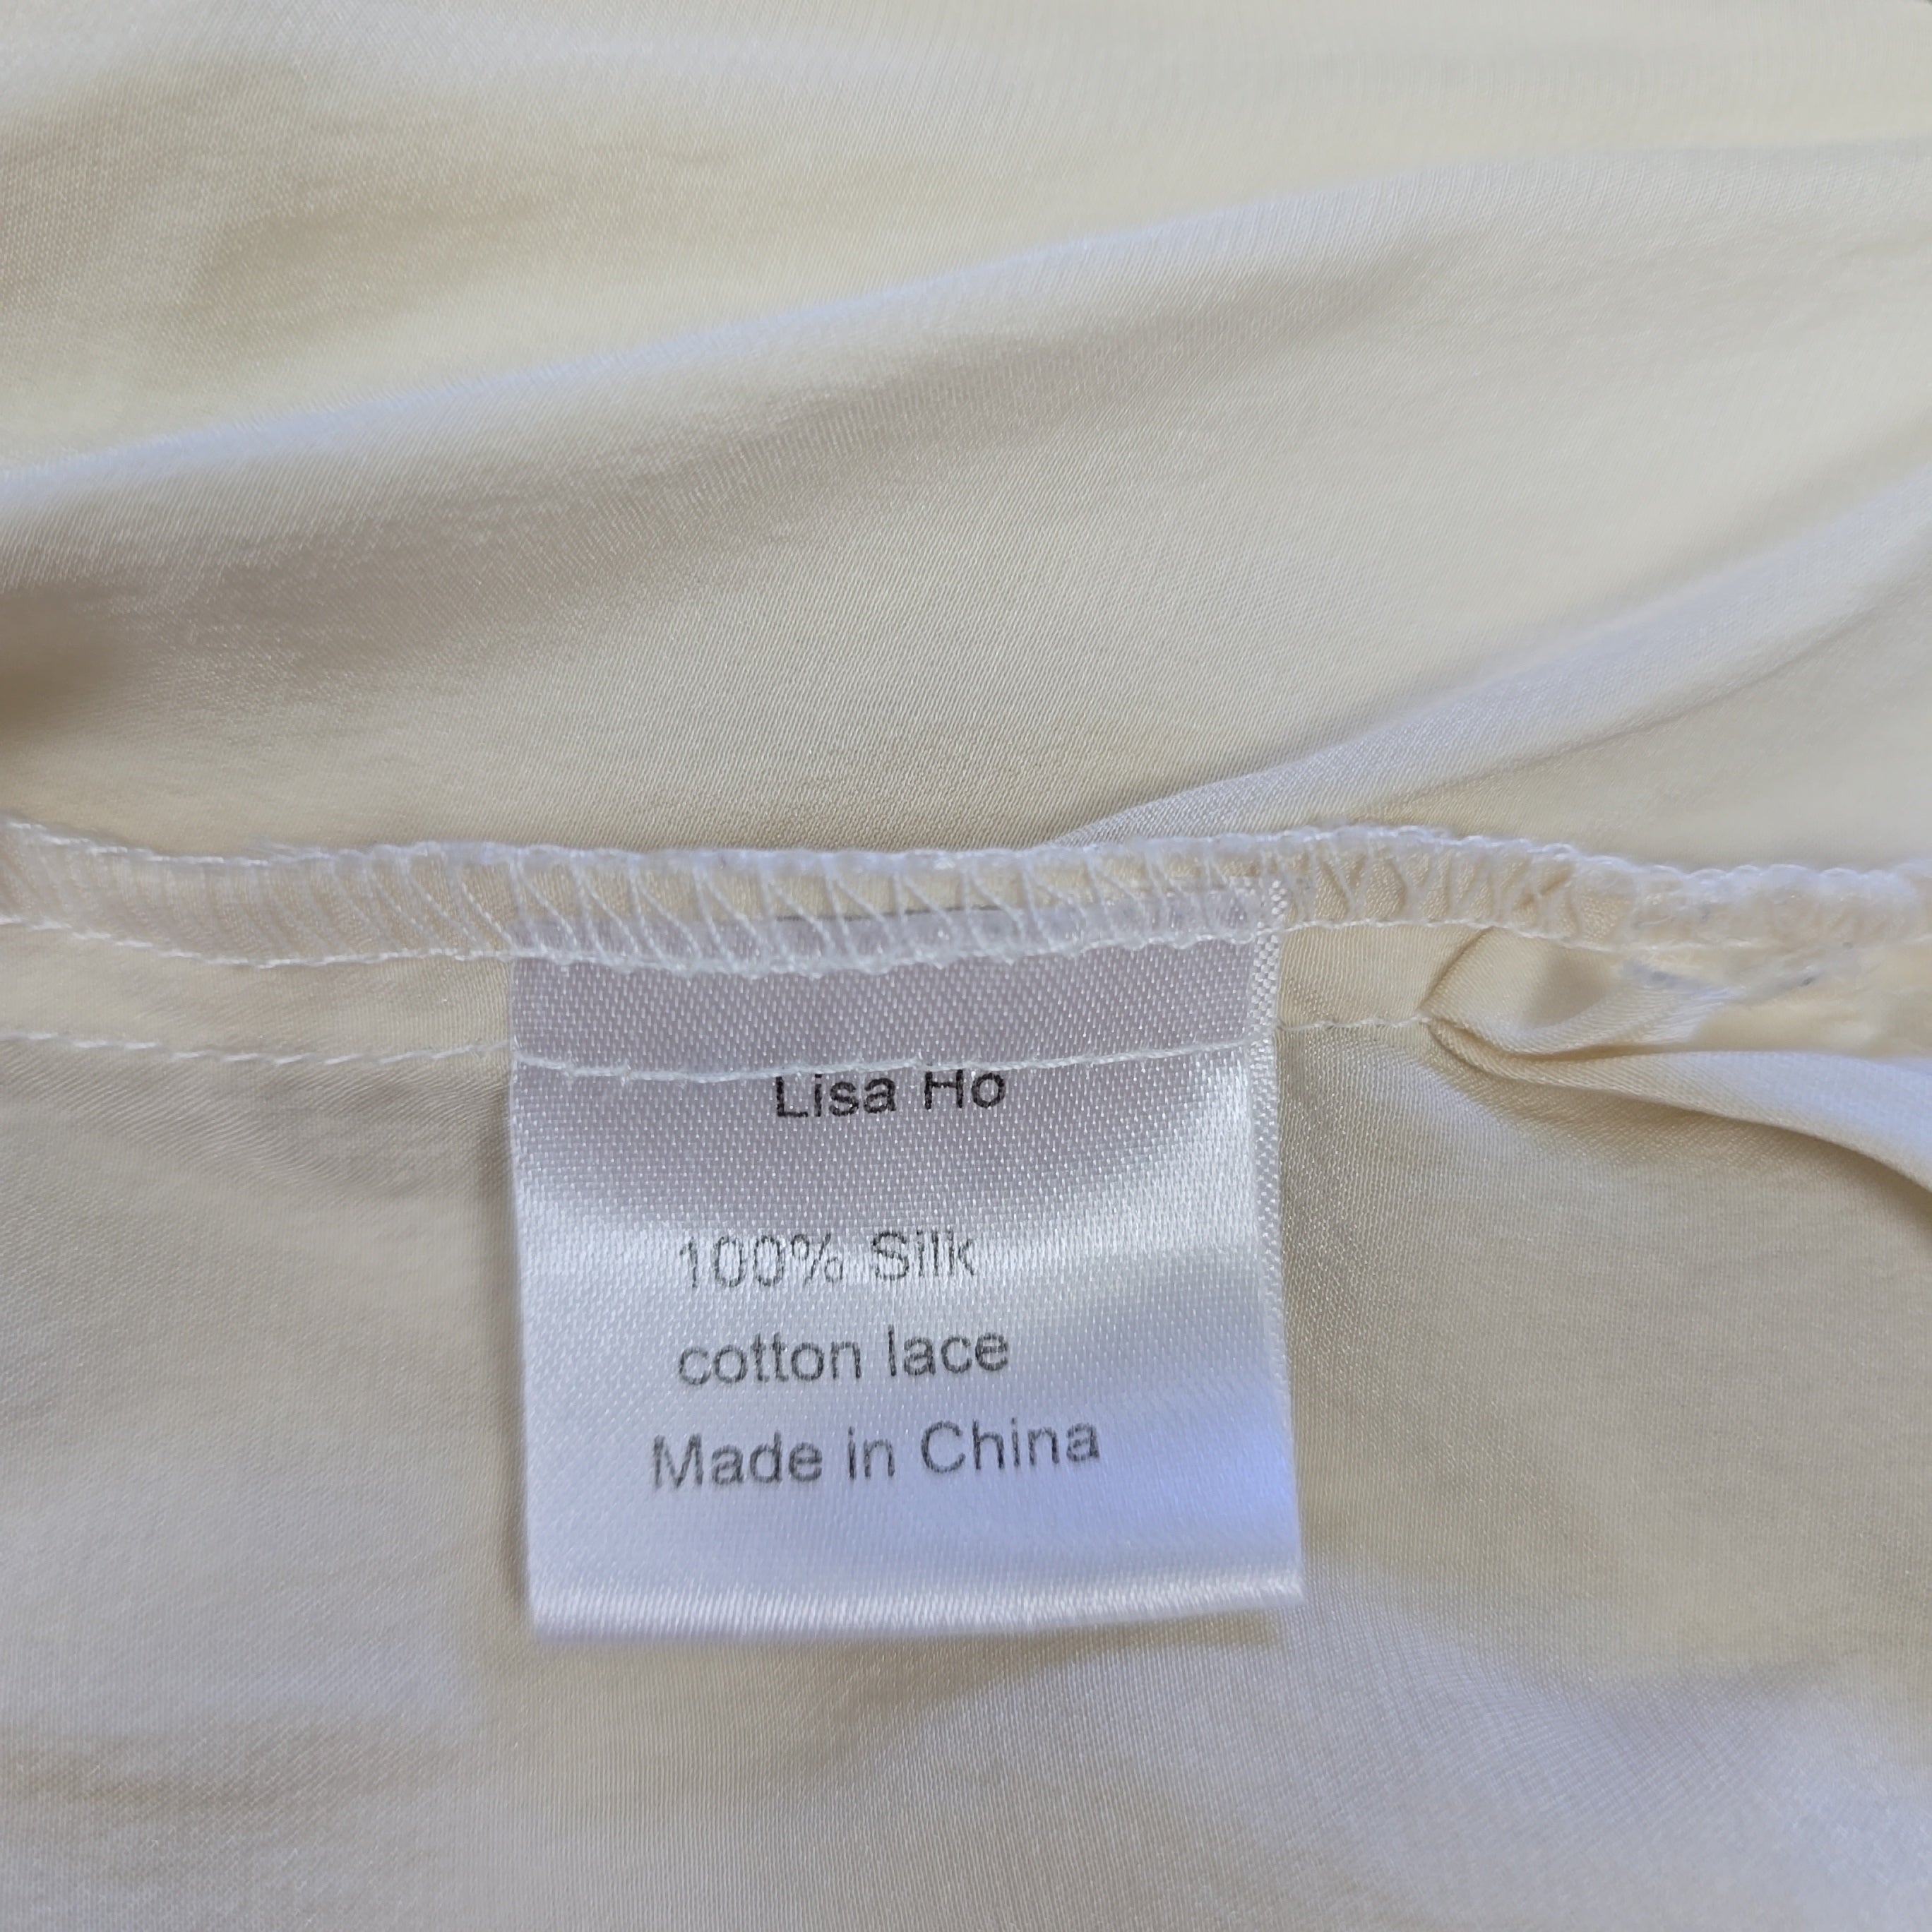 Lisa Ho
100% Silk
cotton lace
Made in China